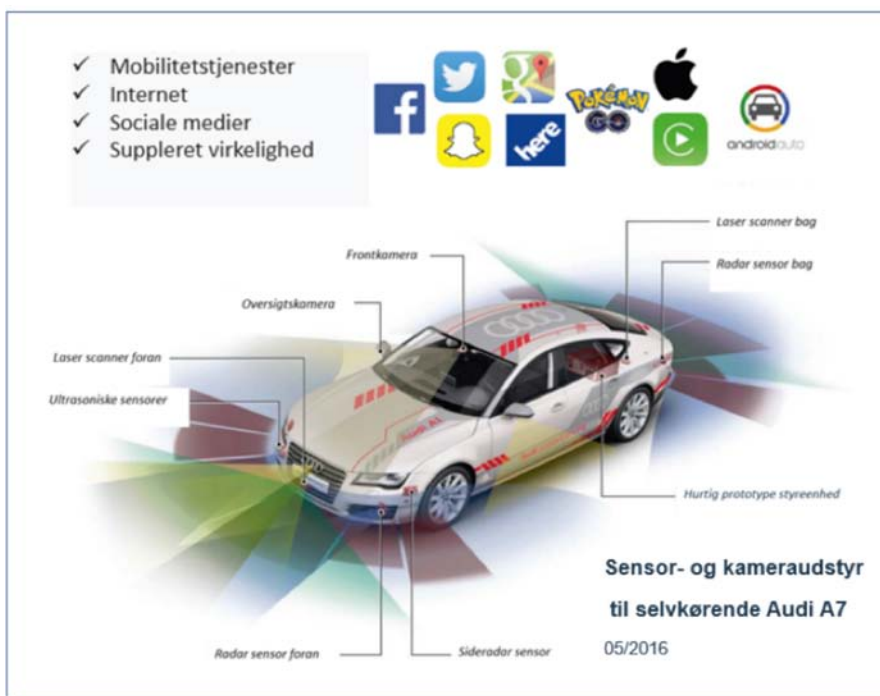 ✓ Mobilitetstjenester
✓ Internet
✓ Sociale medier
✓ Suppleret virkelighed
f
here
POKÉMON
GO
androidauto
Laser scanner bag
Frontkamera
Radar sensor bag
Oversigtskamera
Laser scanner foran
Ultrasoniske sensorer
Hurtig prototype styreenhed
Sensor- og kameraudstyr
til selvkørende Audi A7
05/2016
Radar sensor foran
Sideradar sensor